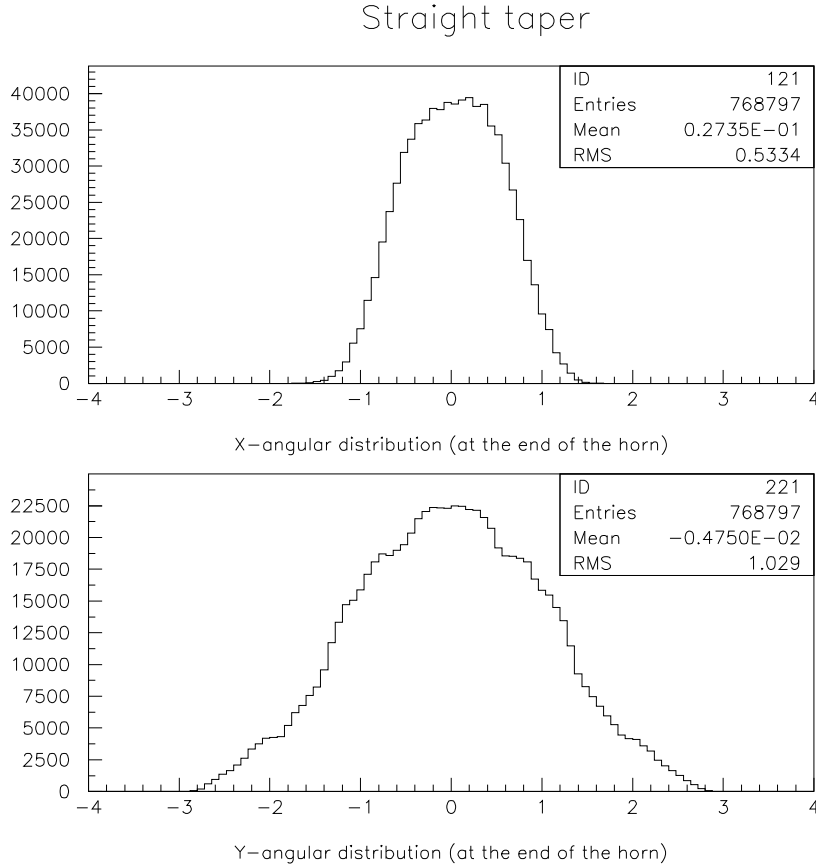 Straight taper
ID 121
Entries 768797
Mean 0.2735E-01
RMS 0.5334
40000
35000
30000
25000
20000
15000
10000
5000
0
-4 -3 -2 -1 0 1 2 3 4
X-angular distribution (at the end of the horn)
ID 221
Entries 768797
Mean -0.4750E-02
RMS 1.029
22500
20000
17500
15000
12500
10000
7500
5000
2500
0
-4 -3 -2 -1 0 1 2 3 4
Y-angular distribution (at the end of the horn)